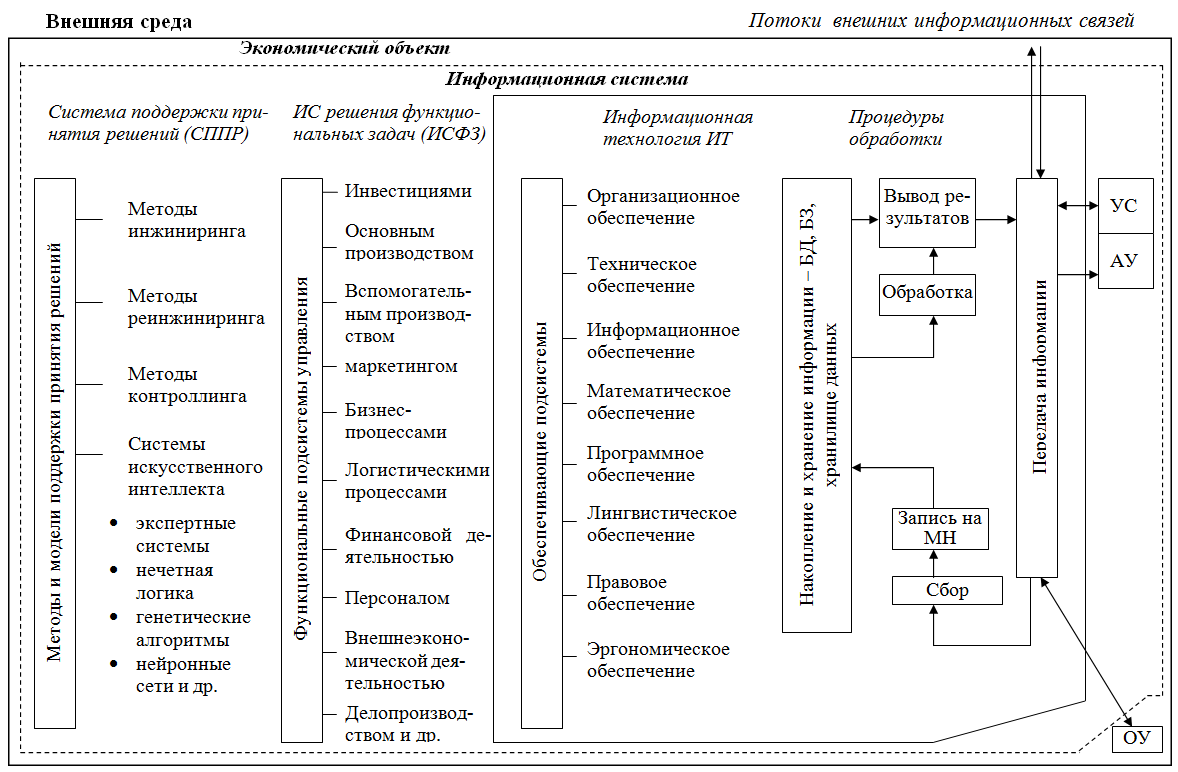 Внешняя среда
Потоки внешних информационных связей
Экономический объект
Информационная система
Система поддержки при-
нятия решений (СППР)
ИС решения функцио-
нальных задач (ИСФЗ)
Информационная
технология ИТ
Процедуры
обработки
Методы и модели поддержки принятия решений
Методы
инжиниринга
Методы
реинжиниринга
Методы
контроллинга
Системы
искусственного
интеллекта
• экспертные
системы
• нечетная
логика
• генетические
алгоритмы
• нейронные
сети и др.
Функциональные подсистемы управления
Инвестициями
Основным
производством
Вспомогатель-
ным производ-
ством
маркетингом
Бизнес-
процессами
Логистическими
процессами
Финансовой де-
ятельностью
Персоналом
Внешнеэконо-
мической дея-
тельностью
Делопроизвод-
ством и др.
Обеспечивающие подсистемы
Организационное
обеспечение
Техническое
обеспечение
Информационное
обеспечение
Математическое
обеспечение
Программное
обеспечение
Лингвистическое
обеспечение
Правовое
обеспечение
Эргономическое
обеспечение
Накопление и хранение информации – БД, БЗ,
хранилище данных
Вывод ре-
зультатов
Обработка
Запись на
МН
Сбор
Передача информации
УС
АУ
ОУ